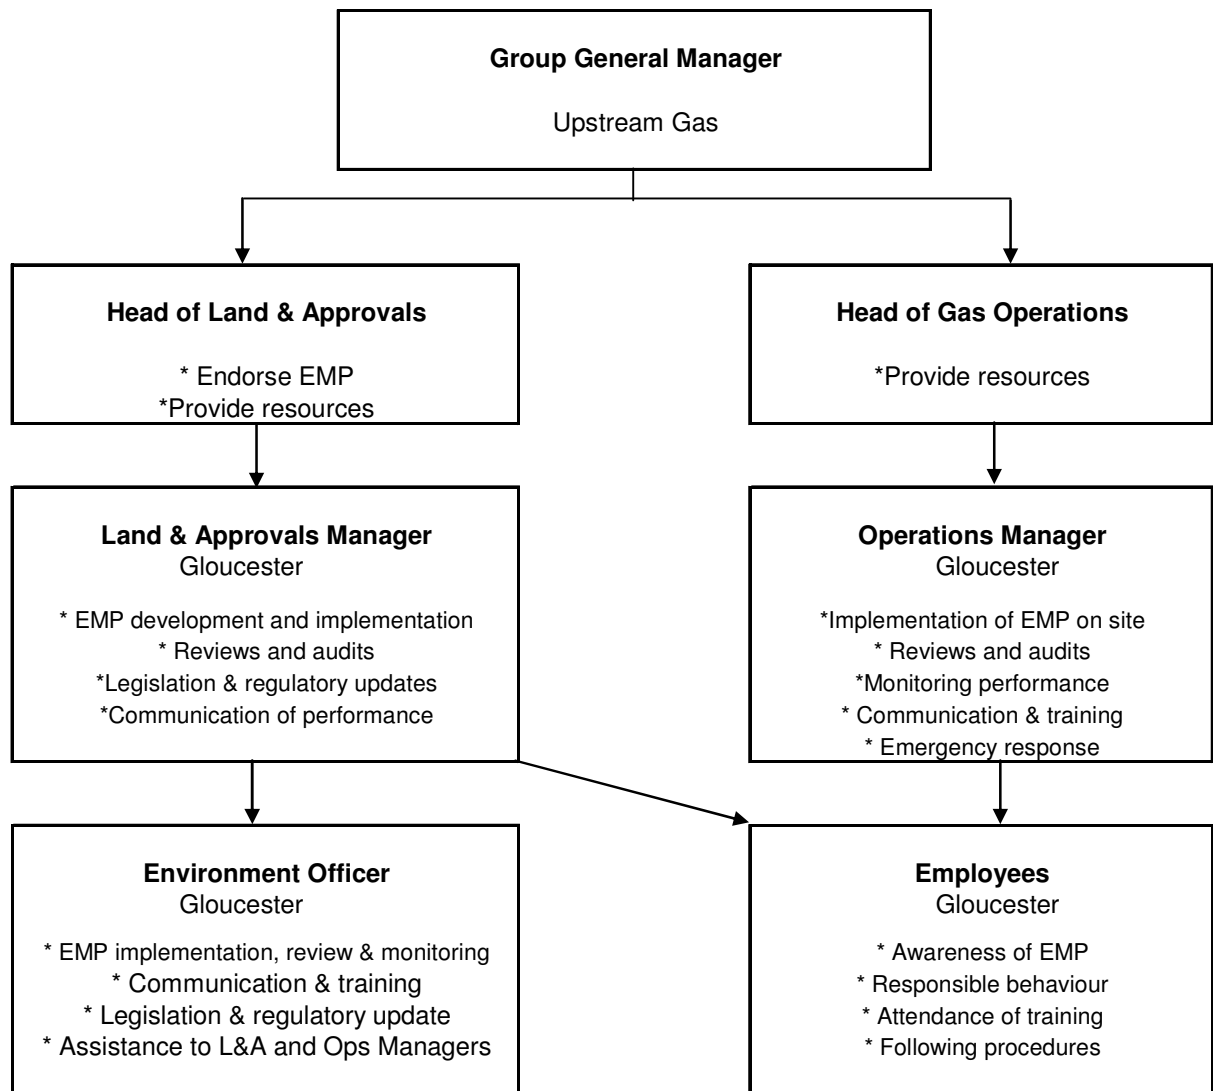 Group General Manager
Upstream Gas
Head of Land & Approvals
* Endorse EMP
*Provide resources
Head of Gas Operations
*Provide resources
Land & Approvals Manager
Gloucester
* EMP development and implementation
* Reviews and audits
*Legislation & regulatory updates
*Communication of performance
Operations Manager
Gloucester
*Implementation of EMP on site
* Reviews and audits
*Monitoring performance
* Communication & training
* Emergency response
Environment Officer
Gloucester
* EMP implementation, review & monitoring
* Communication & training
* Legislation & regulatory update
* Assistance to L&A and Ops Managers
Employees
Gloucester
* Awareness of EMP
* Responsible behaviour
* Attendance of training
* Following procedures